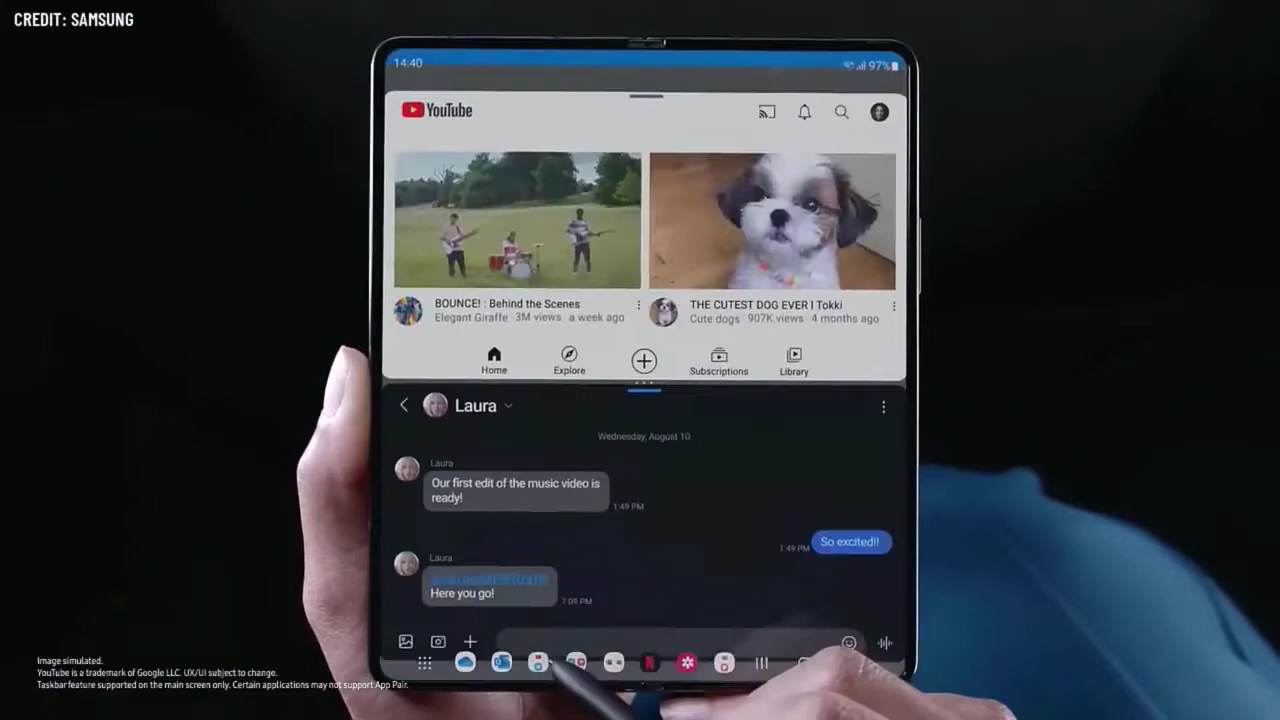 CREDIT: SAMSUNG
14:40
97%
YouTube
BOUNCE! : Behind the Scenes
Elegant Giraffe · 3M views · a week ago
THE CUTEST DOG EVER I Tokki
Cute dogs · 907K views · 4 months ago
Home
Explore
Subscriptions
Library
Laura
Wednesday, August 10
Laura
Our first edit of the music video is
ready!
1:49 PM
So excited!!
1:49 PM
Laura
Here you go!
7:09 PM
Image simulated.
YouTube is a trademark of Google LLC. UX/UI subject to change.
Taskbar feature supported on the main screen only. Certain applications may not support App Pair.